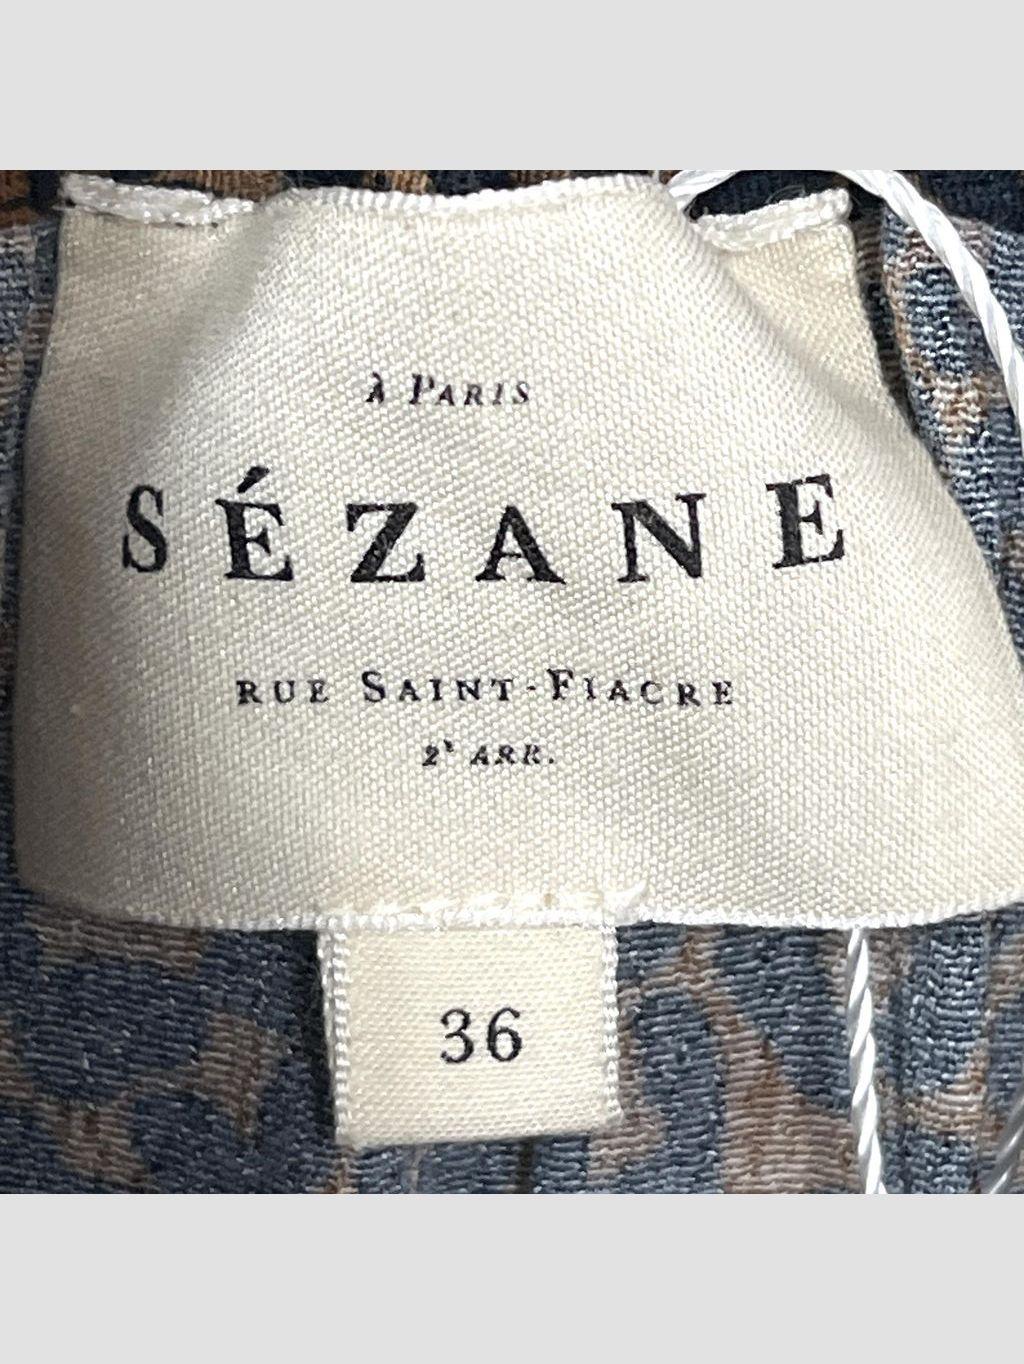 à PARIS
SÉZANE
RUE SAINT-FIACRE
2e ARR.
36